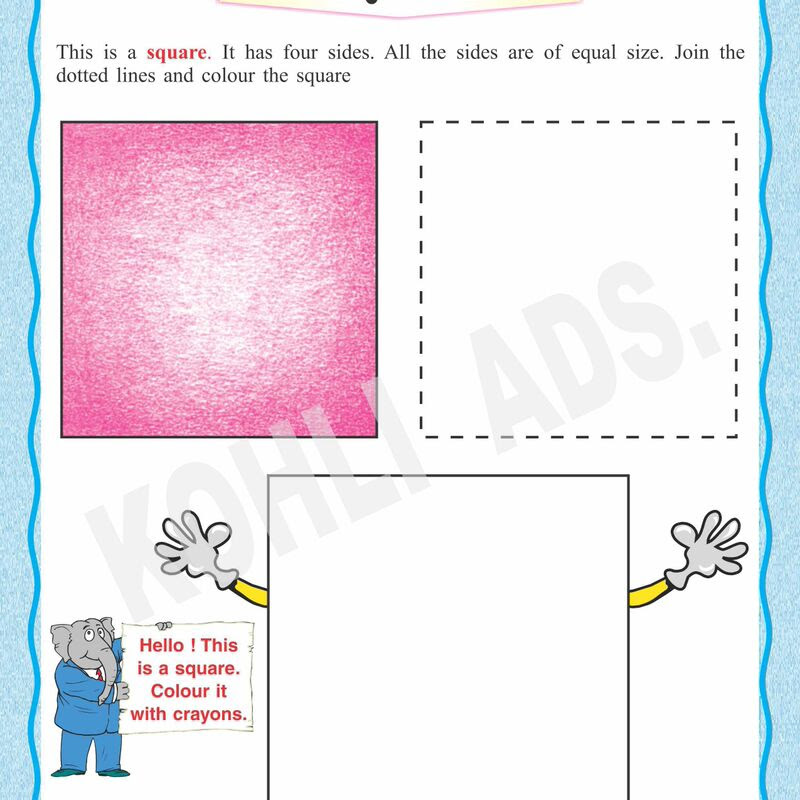 This is a square. It has four sides. All the sides are of equal size. Join the
dotted lines and colour the square
KOHLI ADS.
Hello ! This
is a square.
Colour it
with crayons.